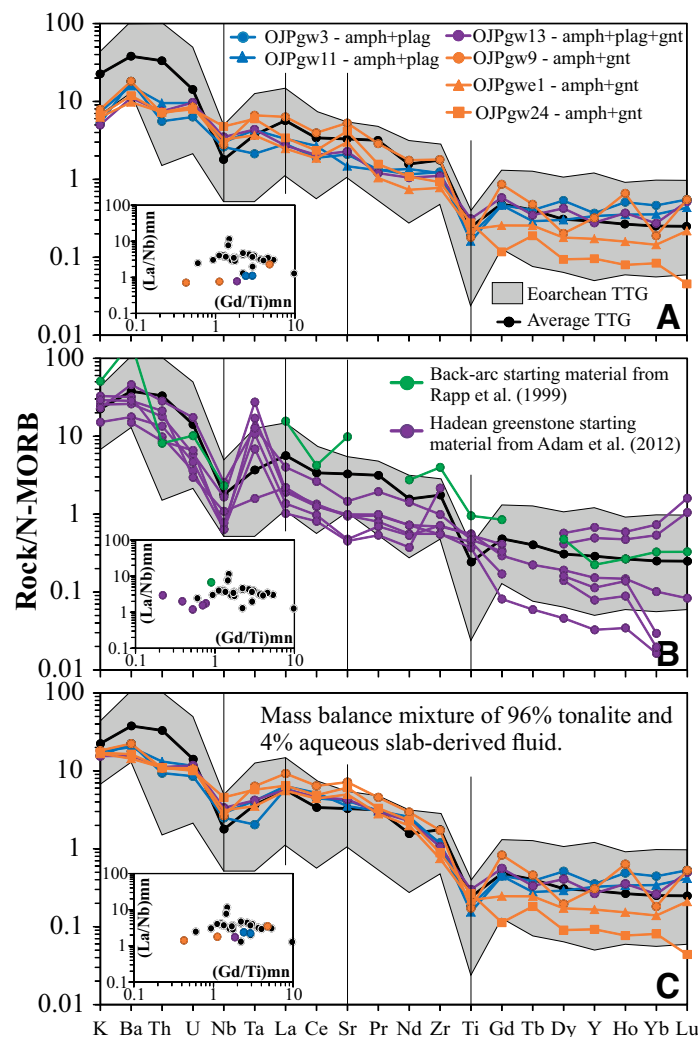 100
10
1
0.1
0.01
OJPgw3 - amph+plag
OJPgw11 - amph+plag
OJPgw13 - amph+plag+gnt
OJPgw9 - amph+gnt
OJPgwe1 - amph+gnt
OJPgw24 - amph+gnt
(La/Nb)mn
100
10
1
0.1
(Gd/Ti)mn
0.1
1
10
Eoarchean TTG
Average TTG
A
Rock/N-MORB
100
10
1
0.1
0.01
Back-arc starting material from
Rapp et al. (1999)
Hadean greenstone starting
material from Adam et al. (2012)
(La/Nb)mn
100
10
1
0.1
(Gd/Ti)mn
0.1
1
10
B
100
10
1
0.1
0.01
Mass balance mixture of 96% tonalite and
4% aqueous slab-derived fluid.
(La/Nb)mn
100
10
1
0.1
(Gd/Ti)mn
0.1
1
10
C
K Ba Th U Nb Ta La Ce Sr Pr Nd Zr Ti Gd Tb Dy Y Ho Yb Lu